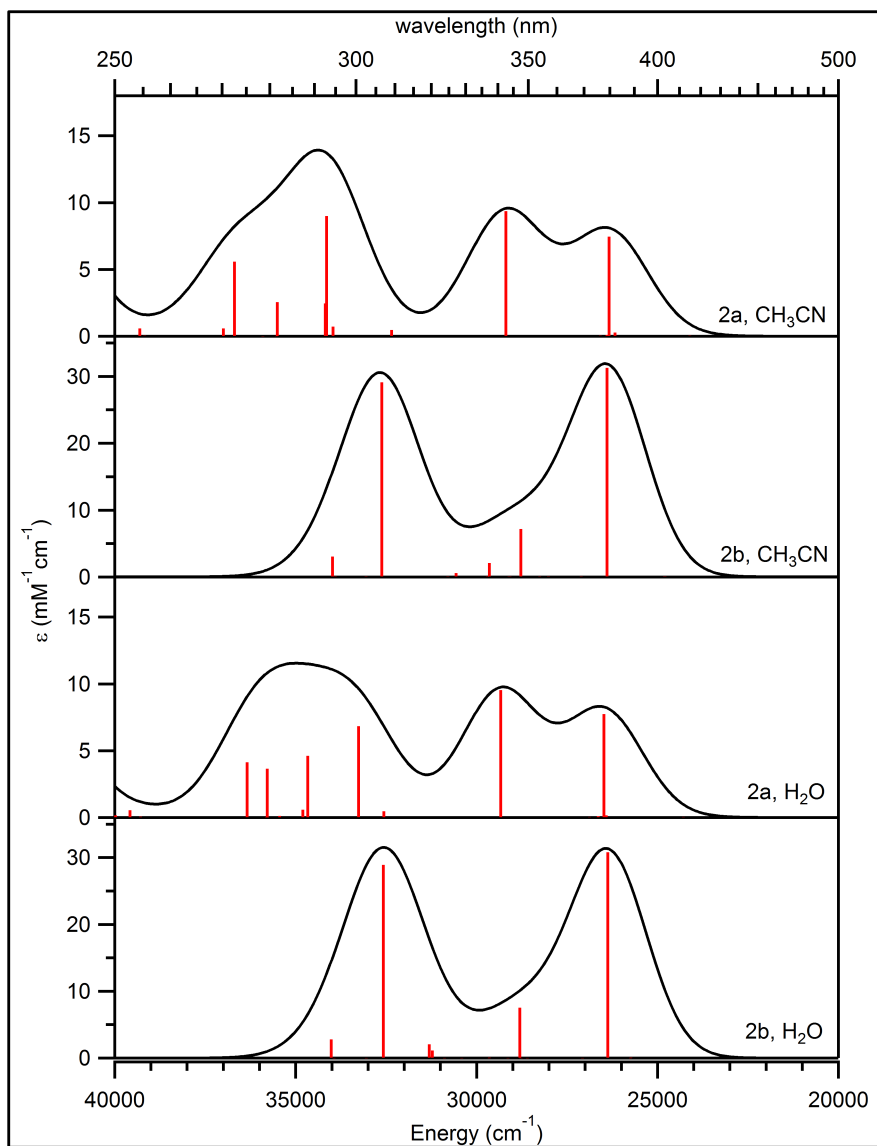 wavelength (nm)
250 300 350 400 500
15
10
5
0
2a, CH₃CN
30
20
10
0
2b, CH₃CN
ε (mM⁻¹cm⁻¹)
15
10
5
0
2a, H₂O
30
20
10
0
2b, H₂O
40000 35000 30000 25000 20000
Energy (cm⁻¹)